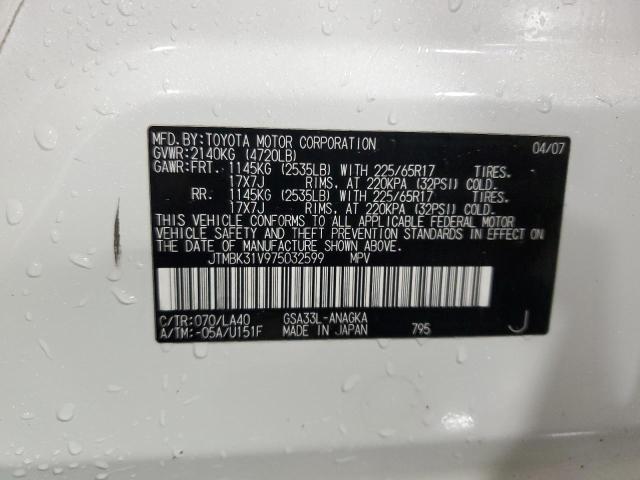 MFD.BY:TOYOTA MOTOR CORPORATION 04/07
GVWR:2140KG (4720LB)
GAWR:FRT. 1145KG (2535LB) WITH 225/65R17 TIRES.
17X7J RIMS. AT 220KPA (32PSI) COLD.
RR. 1145KG (2535LB) WITH 225/65R17 TIRES.
17X7J RIMS. AT 220KPA (32PSI) COLD.
THIS VEHICLE CONFORMS TO ALL APPLICABLE FEDERAL MOTOR
VEHICLE SAFETY AND THEFT PREVENTION STANDARDS IN EFFECT ON
THE DATE OF MANUFACTURE SHOWN ABOVE.
JTMBK31V975032599 MPV
C/TR:070/LA40 GSA33L-ANAGKA
A/TM:-05A/U151F MADE IN JAPAN 795 J